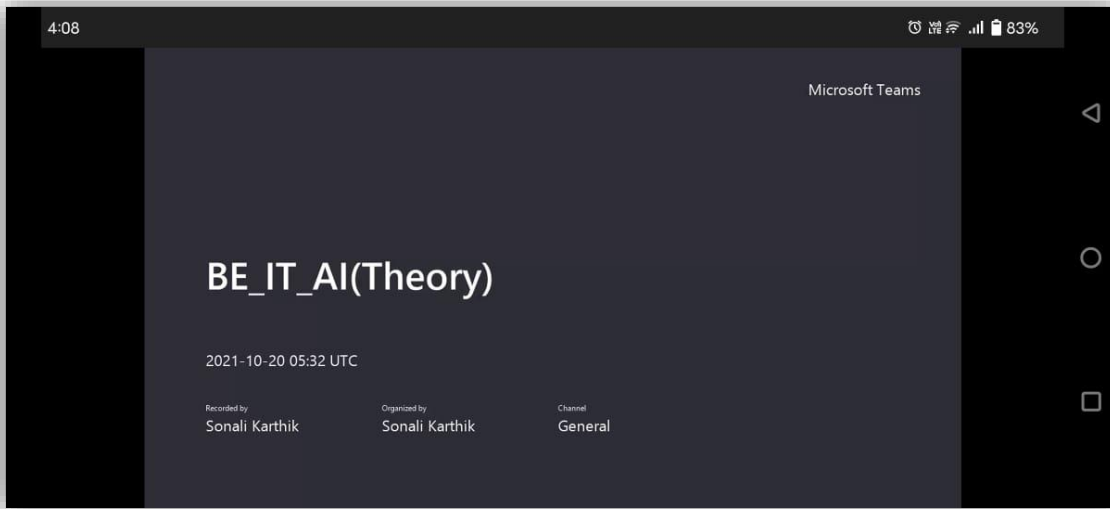 4:08 VoLTE 83%
Microsoft Teams
BE_IT_AI(Theory)
2021-10-20 05:32 UTC
Recorded by Organized by Channel
Sonali Karthik Sonali Karthik General